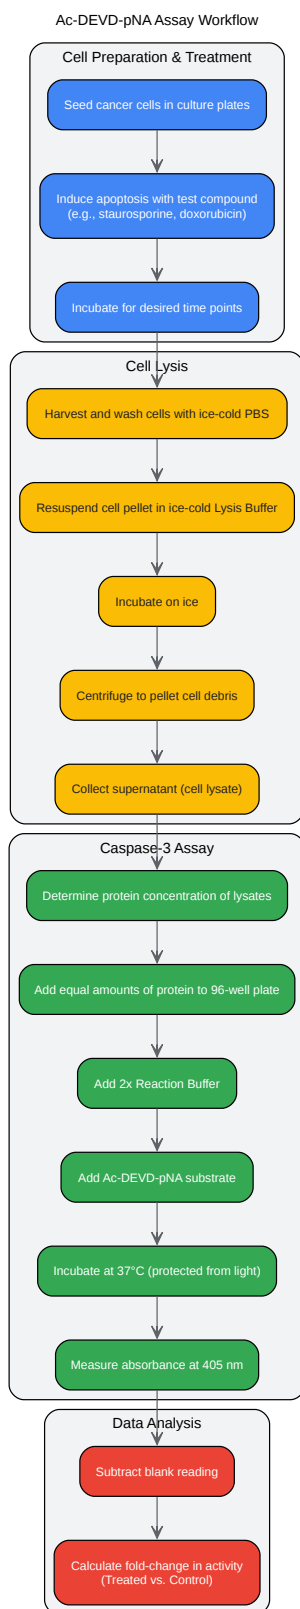 Ac-DEVD-pNA Assay Workflow
Cell Preparation & Treatment
Seed cancer cells in culture plates
Induce apoptosis with test compound
(e.g., staurosporine, doxorubicin)
Incubate for desired time points
Cell Lysis
Harvest and wash cells with ice-cold PBS
Resuspend cell pellet in ice-cold Lysis Buffer
Incubate on ice
Centrifuge to pellet cell debris
Collect supernatant (cell lysate)
Caspase-3 Assay
Determine protein concentration of lysates
Add equal amounts of protein to 96-well plate
Add 2x Reaction Buffer
Add Ac-DEVD-pNA substrate
Incubate at 37°C (protected from light)
Measure absorbance at 405 nm
Data Analysis
Subtract blank reading
Calculate fold-change in activity
(Treated vs. Control)